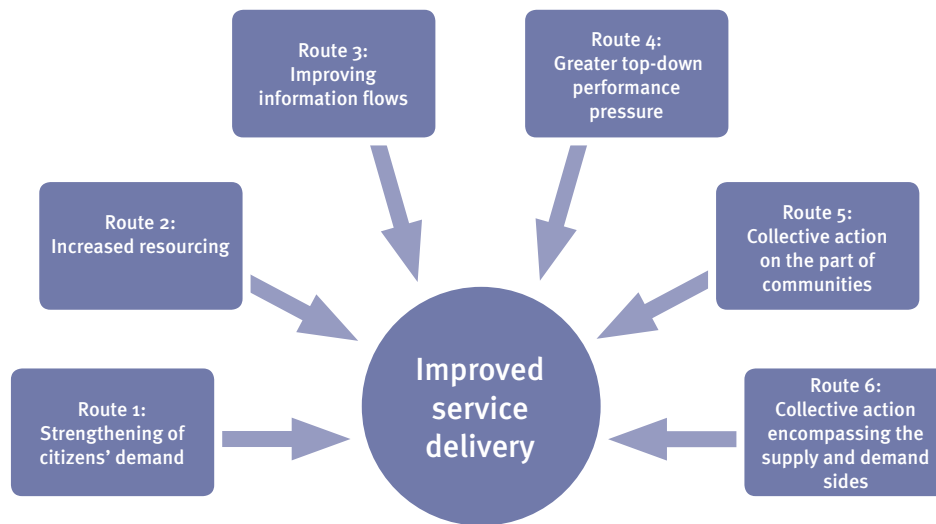 Route 1:
Strengthening of
citizens’ demand
Route 2:
Increased resourcing
Route 3:
Improving
information flows
Route 4:
Greater top-down
performance
pressure
Route 5:
Collective action
on the part of
communities
Route 6:
Collective action
encompassing the
supply and demand
sides
Improved
service
delivery